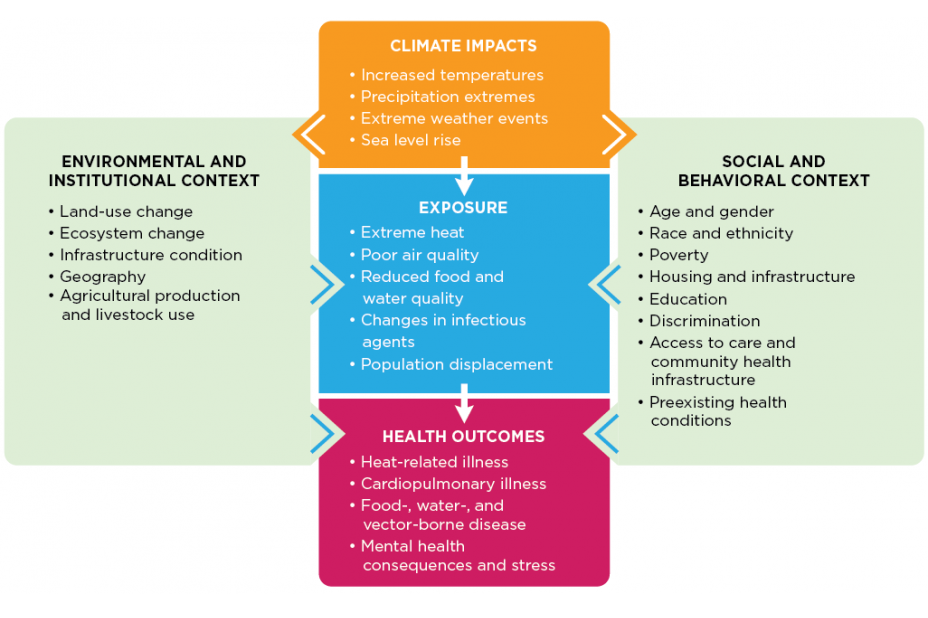 CLIMATE IMPACTS
• Increased temperatures
• Precipitation extremes
• Extreme weather events
• Sea level rise
ENVIRONMENTAL AND
INSTITUTIONAL CONTEXT
• Land-use change
• Ecosystem change
• Infrastructure condition
• Geography
• Agricultural production
and livestock use
EXPOSURE
• Extreme heat
• Poor air quality
• Reduced food and
water quality
• Changes in infectious
agents
• Population displacement
SOCIAL AND
BEHAVIORAL CONTEXT
• Age and gender
• Race and ethnicity
• Poverty
• Housing and infrastructure
• Education
• Discrimination
• Access to care and
community health
infrastructure
• Preexisting health
conditions
HEALTH OUTCOMES
• Heat-related illness
• Cardiopulmonary illness
• Food-, water-, and
vector-borne disease
• Mental health
consequences and stress